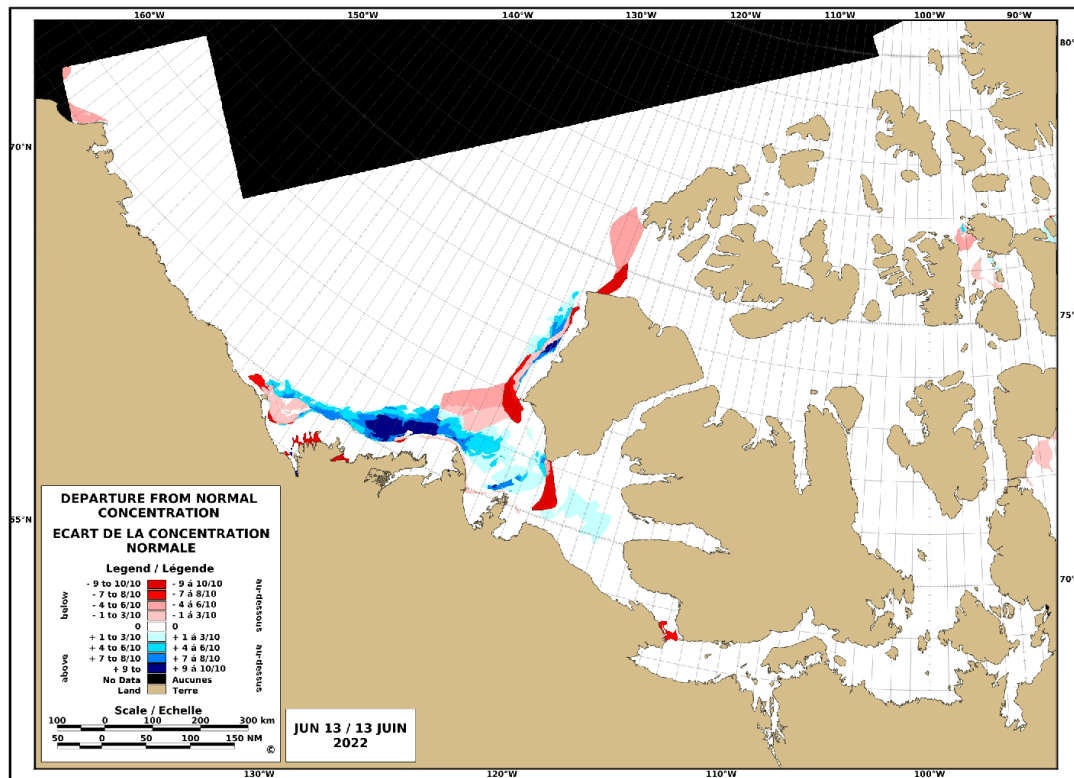 160°W 150°W 140°W 130°W 120°W 110°W 100°W 90°W
80°
70°N
75°
DEPARTURE FROM NORMAL
CONCENTRATION
ECART DE LA CONCENTRATION
NORMALE
Legend / Légende
below
above
- 9 to 10/10 - 9 á 10/10
- 7 to 8/10 - 7 á 8/10
- 4 to 6/10 - 4 á 6/10
- 1 to 3/10 - 1 á 3/10
0 0
+ 1 to 3/10 + 1 á 3/10
+ 4 to 6/10 + 4 á 6/10
+ 7 to 8/10 + 7 á 8/10
+ 9 to + 9 á 10/10
No Data Aucunes
Land Terre
au-dessous
au-dessus
Scale / Echelle
100 0 100 200 300 km
50 0 50 100 150 NM
©
65°N
70°
JUN 13 / 13 JUIN
2022
130°W 120°W 110°W 100°W